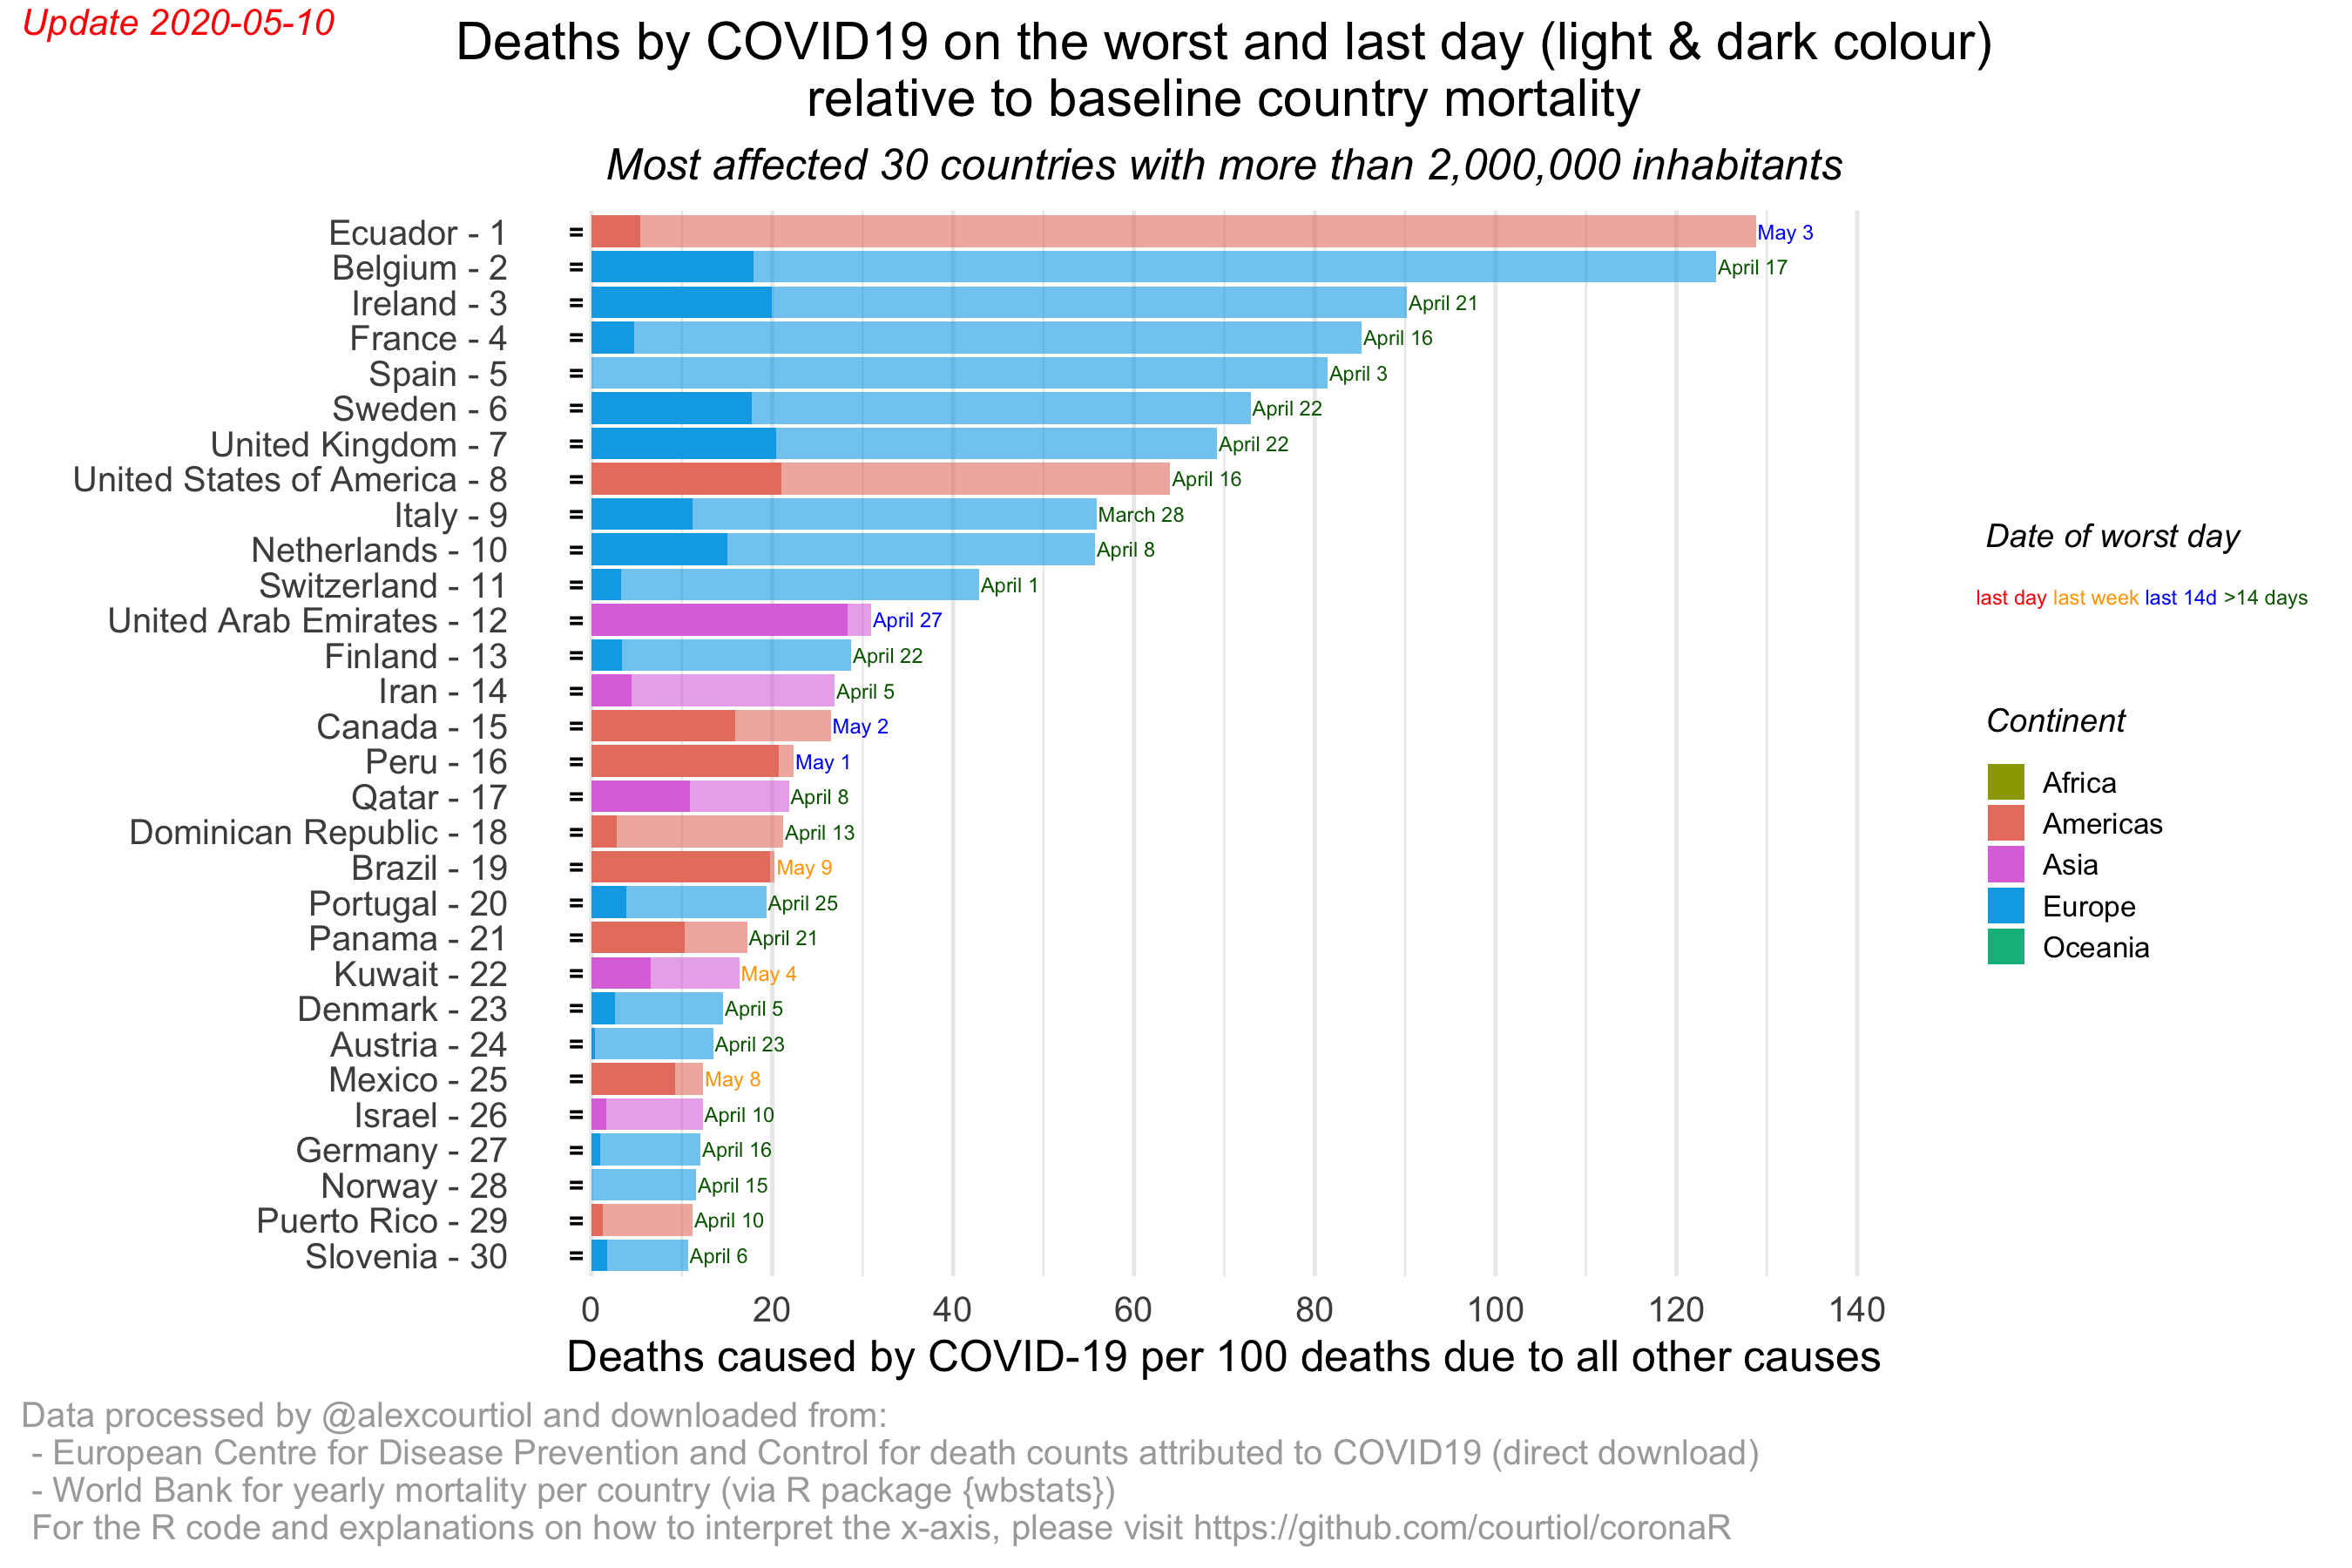 Update 2020-05-10
Deaths by COVID19 on the worst and last day (light & dark colour)
relative to baseline country mortality
Most affected 30 countries with more than 2,000,000 inhabitants
Ecuador - 1 = May 3
Belgium - 2 = April 17
Ireland - 3 = April 21
France - 4 = April 16
Spain - 5 = April 3
Sweden - 6 = April 22
United Kingdom - 7 = April 22
United States of America - 8 = April 16
Italy - 9 = March 28
Netherlands - 10 = April 8
Switzerland - 11 = April 1
United Arab Emirates - 12 = April 27
Finland - 13 = April 22
Iran - 14 = April 5
Canada - 15 = May 2
Peru - 16 = May 1
Qatar - 17 = April 8
Dominican Republic - 18 = April 13
Brazil - 19 = May 9
Portugal - 20 = April 25
Panama - 21 = April 21
Kuwait - 22 = May 4
Denmark - 23 = April 5
Austria - 24 = April 23
Mexico - 25 = May 8
Israel - 26 = April 10
Germany - 27 = April 16
Norway - 28 = April 15
Puerto Rico - 29 = April 10
Slovenia - 30 = April 6
0 20 40 60 80 100 120 140
Deaths caused by COVID-19 per 100 deaths due to all other causes
Date of worst day
last day last week last 14d >14 days
Continent
Africa
Americas
Asia
Europe
Oceania
Data processed by @alexcourtiol and downloaded from:
- European Centre for Disease Prevention and Control for death counts attributed to COVID19 (direct download)
- World Bank for yearly mortality per country (via R package {wbstats})
For the R code and explanations on how to interpret the x-axis, please visit https://github.com/courtiol/coronaR